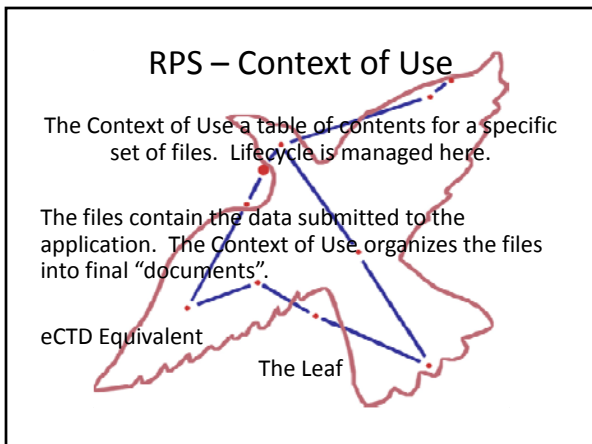 RPS – Context of Use
The Context of Use a table of contents for a specific
set of files.  Lifecycle is managed here.
The files contain the data submitted to the
application.  The Context of Use organizes the files
into final “documents”.
eCTD Equivalent
The Leaf